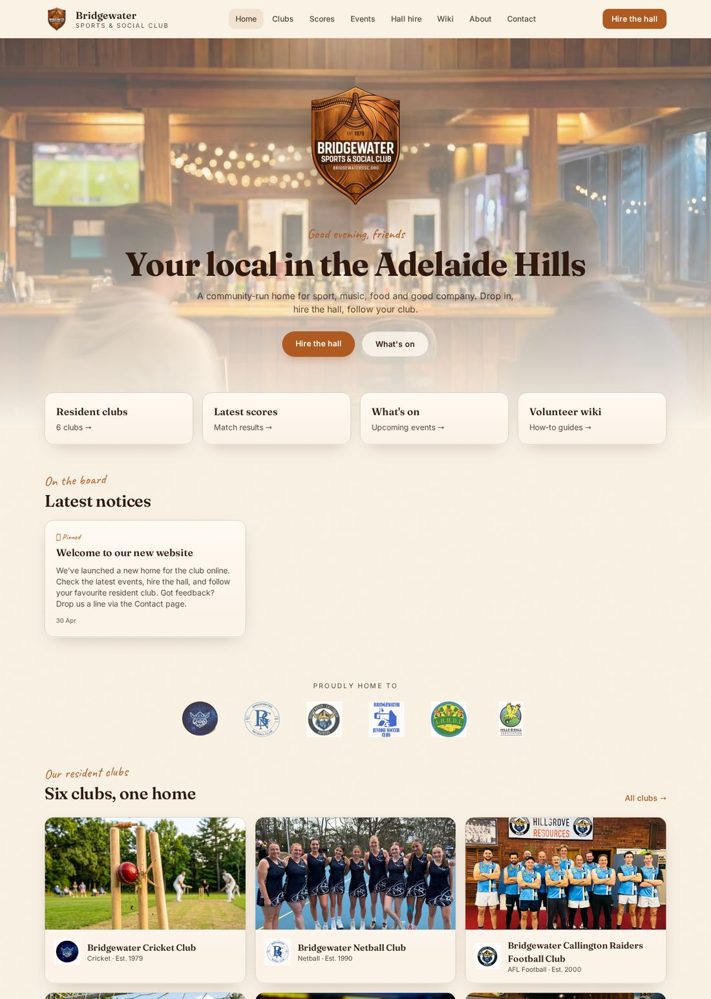 Bridgewater
SPORTS & SOCIAL CLUB
Home
Clubs
Scores
Events
Hall hire
Wiki
About
Contact
Hire the hall
EST 1979
BRIDGEWATER
SPORTS & SOCIAL CLUB
BRIDGEWATERSSC.ORG
Good evening, friends
Your local in the Adelaide Hills
A community-run home for sport, music, food and good company. Drop in,
hire the hall, follow your club.
Hire the hall
What's on
Resident clubs
6 clubs →
Latest scores
Match results →
What's on
Upcoming events →
Volunteer wiki
How-to guides →
On the board
Latest notices
Pinned
Welcome to our new website
We've launched a new home for the club online.
Check the latest events, hire the hall, and follow
your favourite resident club. Got feedback?
Drop us a line via the Contact page.
30 Apr
PROUDLY HOME TO
BRIDGEWATER
NETBALL CLUB
RAIDERS
BRIDGEWATER
JUNIOR SOCCER
CLUB
A.H.H.D.L.
HILLS 8 BALL
ASSOCIATION
Our resident clubs
Six clubs, one home
All clubs →
HILLGROVE
RESOURCES
Bridgewater Cricket Club
Cricket · Est. 1979
Bridgewater Netball Club
Netball · Est. 1990
Bridgewater Callington Raiders
Football Club
AFL Football · Est. 2000